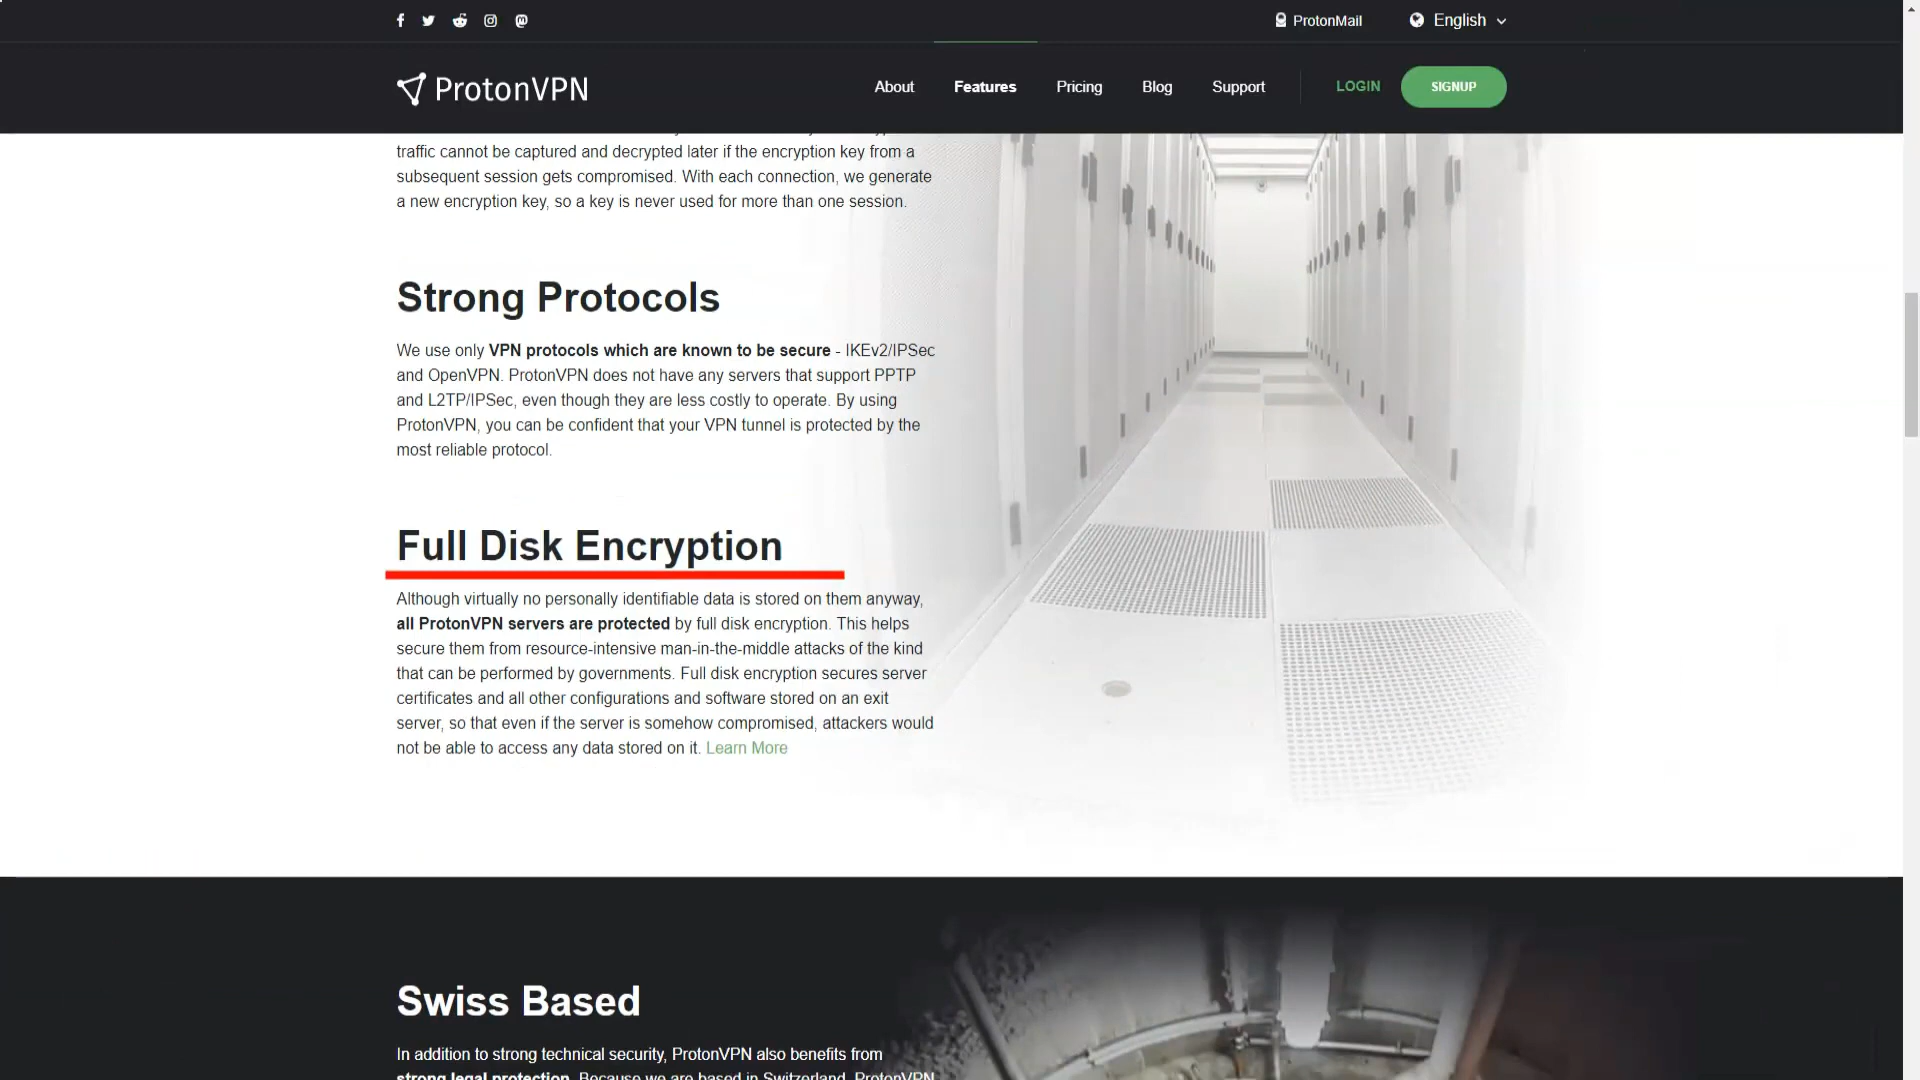 ProtonMail
English
ProtonVPN
About
Features
Pricing
Blog
Support
LOGIN
SIGNUP
traffic cannot be captured and decrypted later if the encryption key from a
subsequent session gets compromised. With each connection, we generate
a new encryption key, so a key is never used for more than one session.
Strong Protocols
We use only VPN protocols which are known to be secure - IKEv2/IPSec
and OpenVPN. ProtonVPN does not have any servers that support PPTP
and L2TP/IPSec, even though they are less costly to operate. By using
ProtonVPN, you can be confident that your VPN tunnel is protected by the
most reliable protocol.
Full Disk Encryption
Although virtually no personally identifiable data is stored on them anyway,
all ProtonVPN servers are protected by full disk encryption. This helps
secure them from resource-intensive man-in-the-middle attacks of the kind
that can be performed by governments. Full disk encryption secures server
certificates and all other configurations and software stored on an exit
server, so that even if the server is somehow compromised, attackers would
not be able to access any data stored on it. Learn More
Swiss Based
In addition to strong technical security, ProtonVPN also benefits from
strong legal protection. Because we are based in Switzerland, ProtonVPN